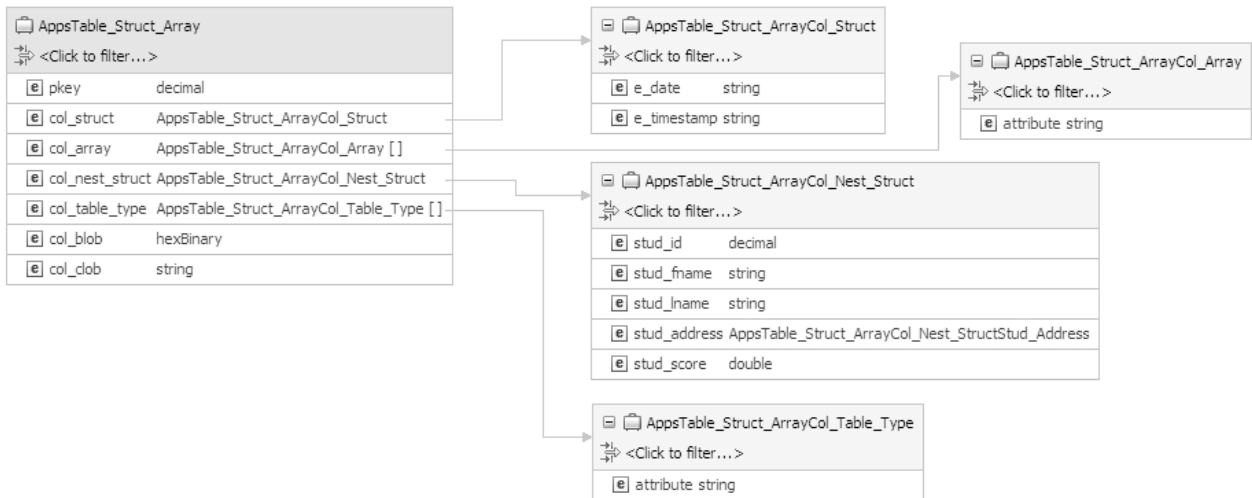 AppsTable_Struct_Array
<Click to filter...>
e pkey decimal
e col_struct AppsTable_Struct_ArrayCol_Struct
e col_array AppsTable_Struct_ArrayCol_Array [ ]
e col_nest_struct AppsTable_Struct_ArrayCol_Nest_Struct
e col_table_type AppsTable_Struct_ArrayCol_Table_Type [ ]
e col_blob hexBinary
e col_clob string
AppsTable_Struct_ArrayCol_Struct
<Click to filter...>
e e_date string
e e_timestamp string
AppsTable_Struct_ArrayCol_Array
<Click to filter...>
e attribute string
AppsTable_Struct_ArrayCol_Nest_Struct
<Click to filter...>
e stud_id decimal
e stud_fname string
e stud_lname string
e stud_address AppsTable_Struct_ArrayCol_Nest_StructStud_Address
e stud_score double
AppsTable_Struct_ArrayCol_Table_Type
<Click to filter...>
e attribute string